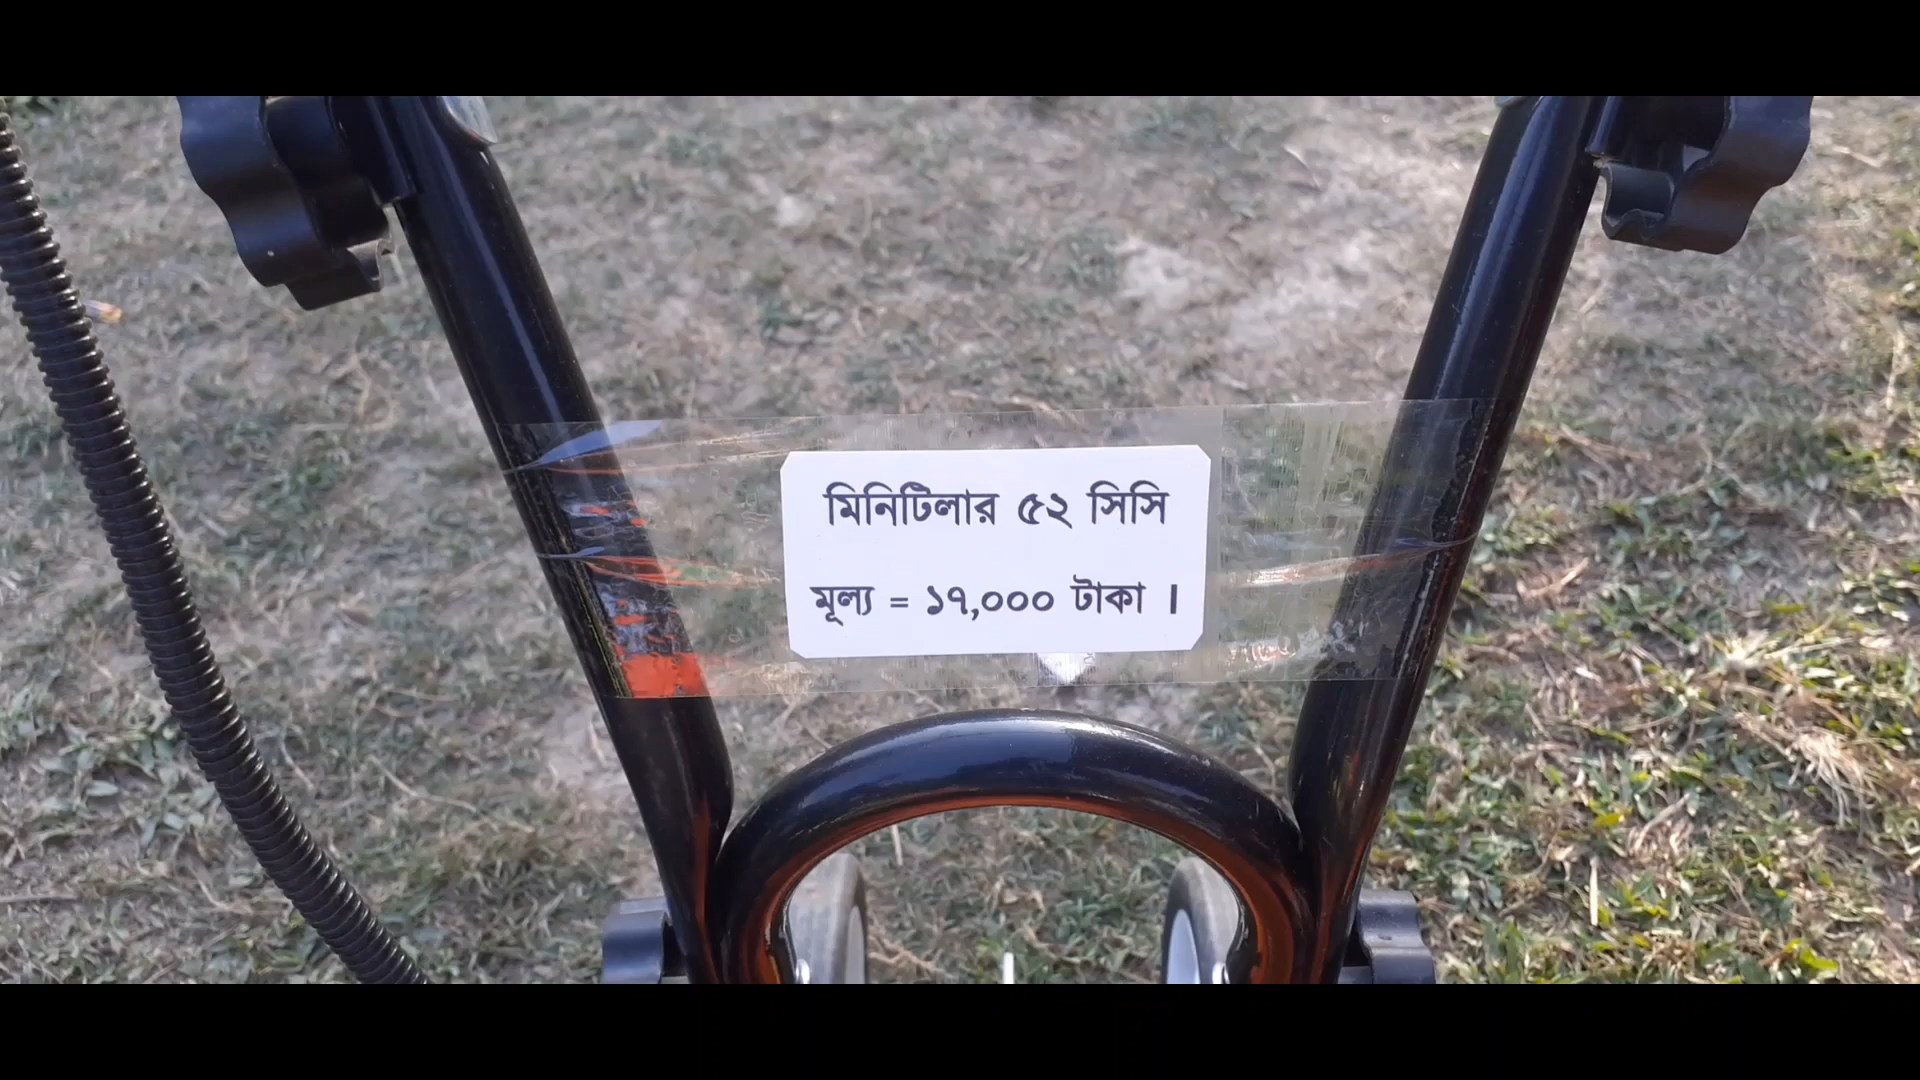 মিনিটিলার ৫২ সিসি
মূল্য = ১৭,০০০ টাকা ।